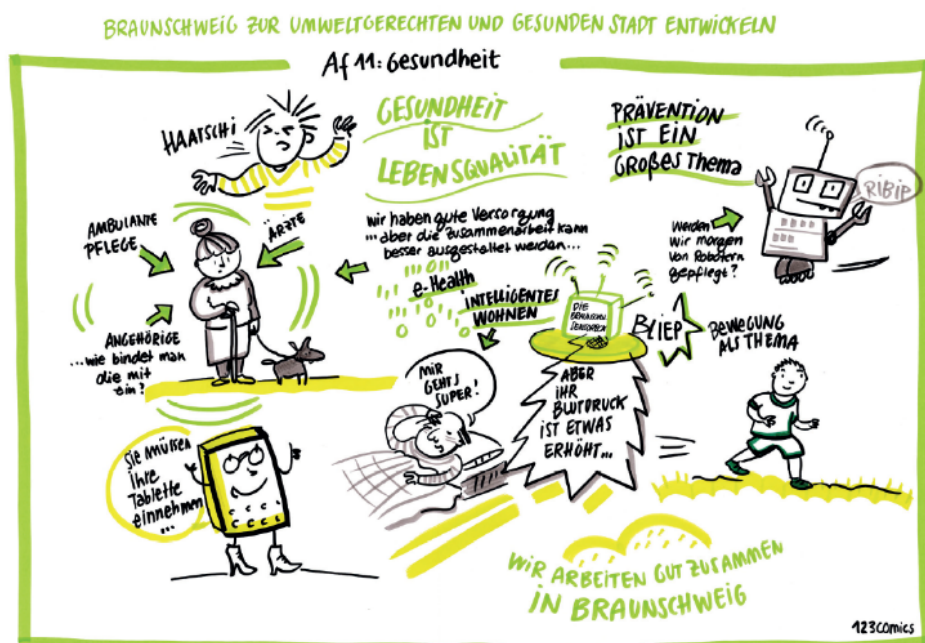 BRAUNSCHWEIG ZUR UMWELTGERECHTEN UND GESUNDEN STADT ENTWICKELN
Af 11: Gesundheit
HAATSCHI
GESUNDHEIT
IST
LEBENSQUALITÄT
PRÄVENTION
IST EIN
GROßES THEMA
RiBiP
AMBULANTE
PFLEGE
ÄRZTE
wir haben gute Versorgung
...aber die Zusammenarbeit kann
besser ausgestaltet werden...
werden
wir morgen
von Robotern
gepflegt?
e-Health
INTELLIGENTES
WOHNEN
DIE
BLIEP
BEWEGUNG
ALS THEMA
ANGEHÖRIGE
...wie bindet man
die mit
ein?
MIR
GEHTS
SUPER!
ABER
IHR
BLUTDRUCK
IST ETWAS
ERHÖHT...
Sie müssen
ihre
Tablette
einnehmen
...
WIR ARBEITEN GUT ZUSAMMEN
IN BRAUNSCHWEIG
123comics